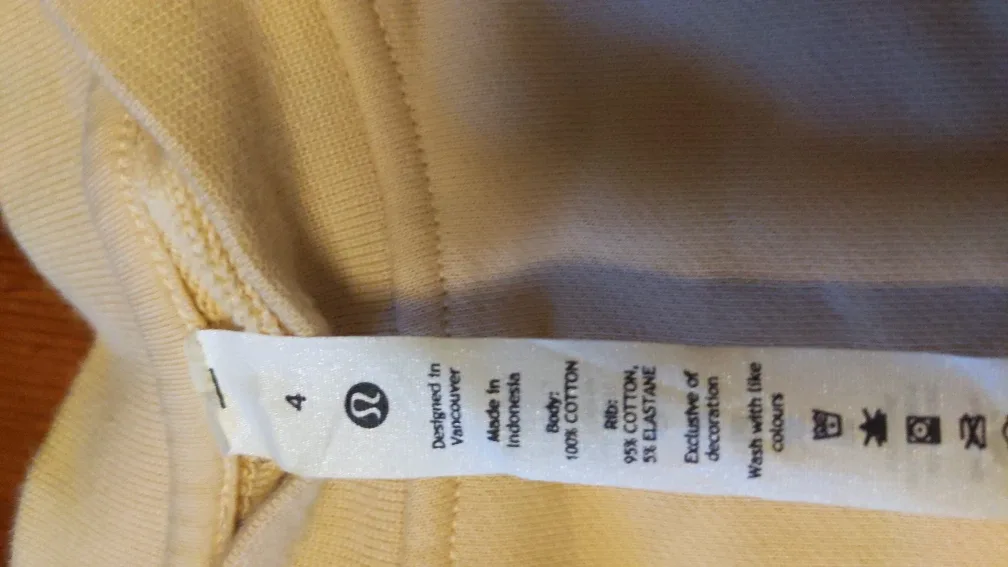 4
Designed in
Vancouver
Made in
Indonesia
Body:
100% COTTON
Rib:
95% COTTON,
5% ELASTANE
Exclusive of
decoration
Wash with like
colours